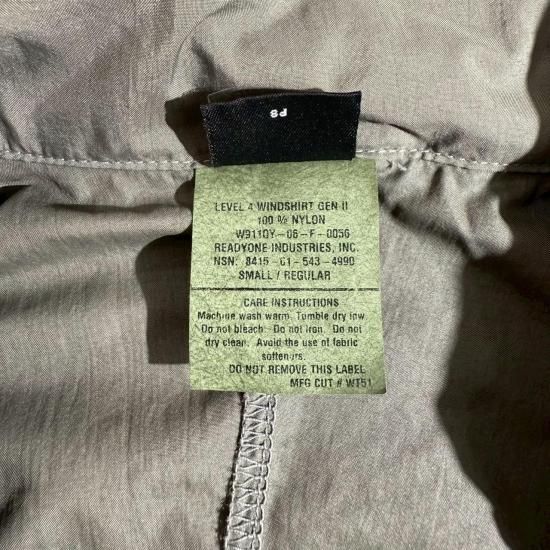 P8
LEVEL 4 WINDSHIRT GEN II
100 % NYLON
W911QY-06-F-0056
READYONE INDUSTRIES, INC.
NSN: 8415-01-543-4990
SMALL / REGULAR
CARE INSTRUCTIONS
Machine wash warm. Tumble dry low.
Do not bleach. Do not iron. Do not
dry clean. Avoid the use of fabric
softeners.
DO NOT REMOVE THIS LABEL
MFG CUT # WT51